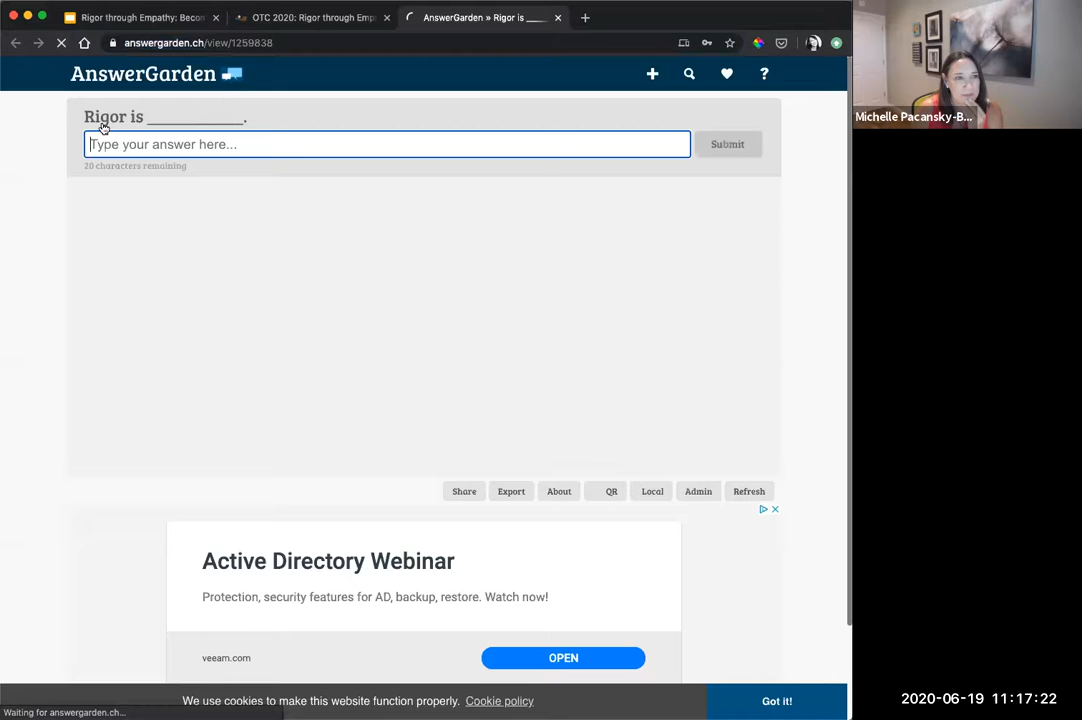 Rigor through Empathy: Becon
OTC 2020: Rigor through Emp
AnswerGarden » Rigor is ____
answergarden.ch/view/1259838
AnswerGarden
Rigor is __________.
Type your answer here...
Submit
20 characters remaining
Share Export About QR Local Admin Refresh
Active Directory Webinar
Protection, security features for AD, backup, restore. Watch now!
veeam.com
OPEN
We use cookies to make this website function properly. Cookie policy
Got it!
Waiting for answergarden.ch...
Michelle Pacansky-B...
2020-06-19 11:17:22